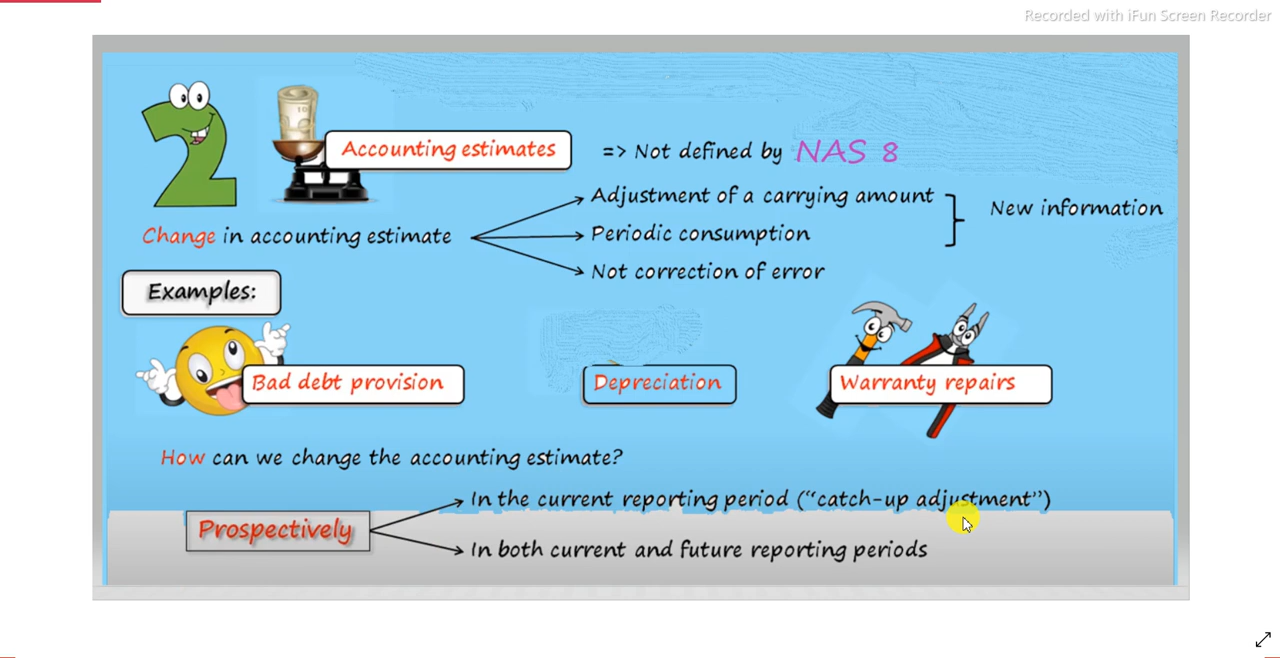 Recorded with iFun Screen Recorder
Accounting estimates => Not defined by NAS 8
Adjustment of a carrying amount
New information
Change in accounting estimate
Periodic consumption
Not correction of error
Examples:
Bad debt provision
Depreciation
Warranty repairs
How can we change the accounting estimate?
In the current reporting period ("catch-up adjustment")
Prospectively
In both current and future reporting periods